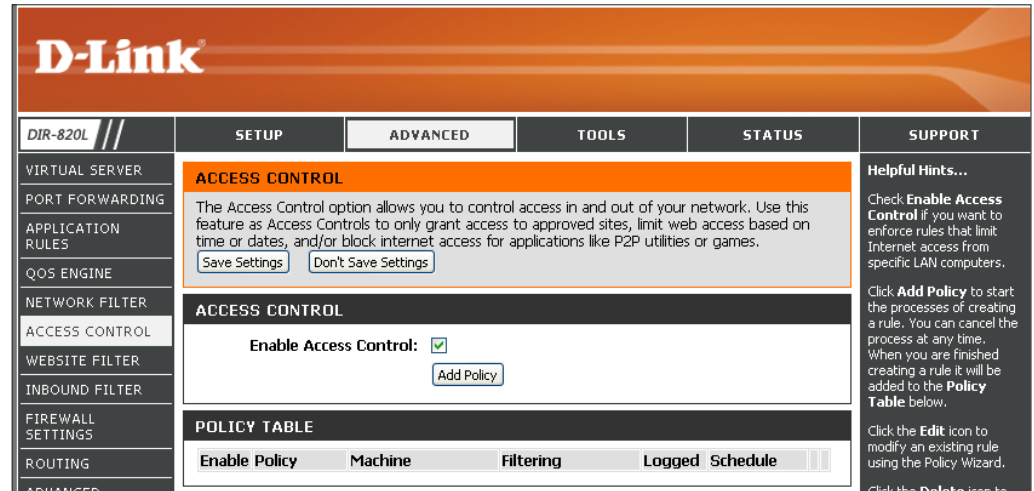 D-Link®
DIR-820L
SETUP
ADVANCED
TOOLS
STATUS
SUPPORT
VIRTUAL SERVER
PORT FORWARDING
APPLICATION
RULES
QOS ENGINE
NETWORK FILTER
ACCESS CONTROL
WEBSITE FILTER
INBOUND FILTER
FIREWALL
SETTINGS
ROUTING
ADVANCED
ACCESS CONTROL
The Access Control option allows you to control access in and out of your network. Use this
feature as Access Controls to only grant access to approved sites, limit web access based on
time or dates, and/or block internet access for applications like P2P utilities or games.
Save Settings
Don't Save Settings
ACCESS CONTROL
Enable Access Control:
Add Policy
POLICY TABLE
Enable Policy Machine Filtering Logged Schedule
Helpful Hints...
Check Enable Access
Control if you want to
enforce rules that limit
Internet access from
specific LAN computers.
Click Add Policy to start
the processes of creating
a rule. You can cancel the
process at any time.
When you are finished
creating a rule it will be
added to the Policy
Table below.
Click the Edit icon to
modify an existing rule
using the Policy Wizard.
Click the Delete icon to